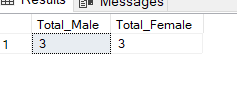 Results Messages
Total_Male Total_Female
1 3 3